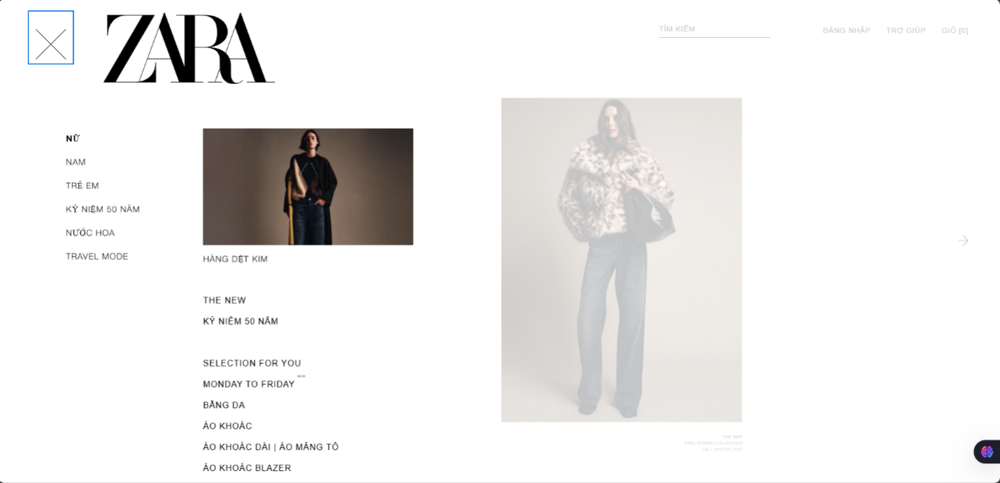 ZARA
TÌM KIẾM
ĐĂNG NHẬP
TRỢ GIÚP
GIỎ [0]
NỮ
NAM
TRẺ EM
KỶ NIỆM 50 NĂM
NƯỚC HOA
TRAVEL MODE
HÀNG DỆT KIM
THE NEW
KỶ NIỆM 50 NĂM
SELECTION FOR YOU
MONDAY TO FRIDAY NEW
BẰNG DA
ÁO KHOÁC
ÁO KHOÁC DÀI | ÁO MĂNG TÔ
ÁO KHOÁC BLAZER
THE NEW
ZARA WOMAN COLLECTION
FALL WINTER 2025